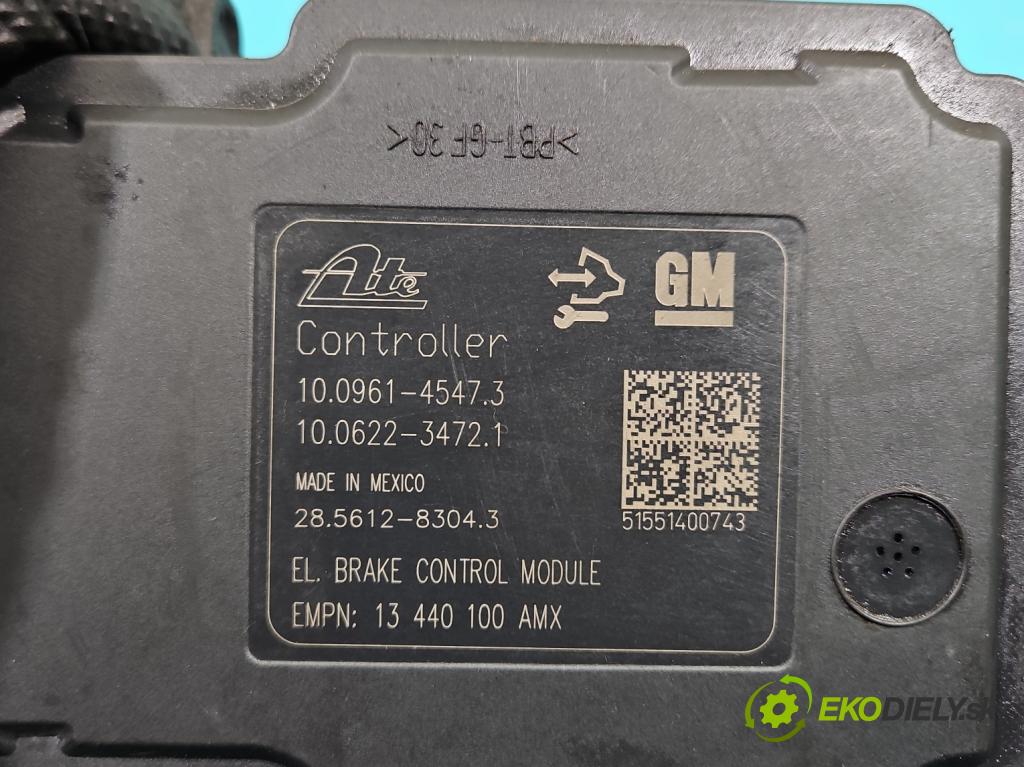 >PBT-GF30<
Ate
GM
Controller
10.0961-4547.3
10.0622-3472.1
MADE IN MEXICO
28.5612-8304.3
51551400743
EL. BRAKE CONTROL MODULE
EMPN: 13 440 100 AMX
EKODIELY.sk